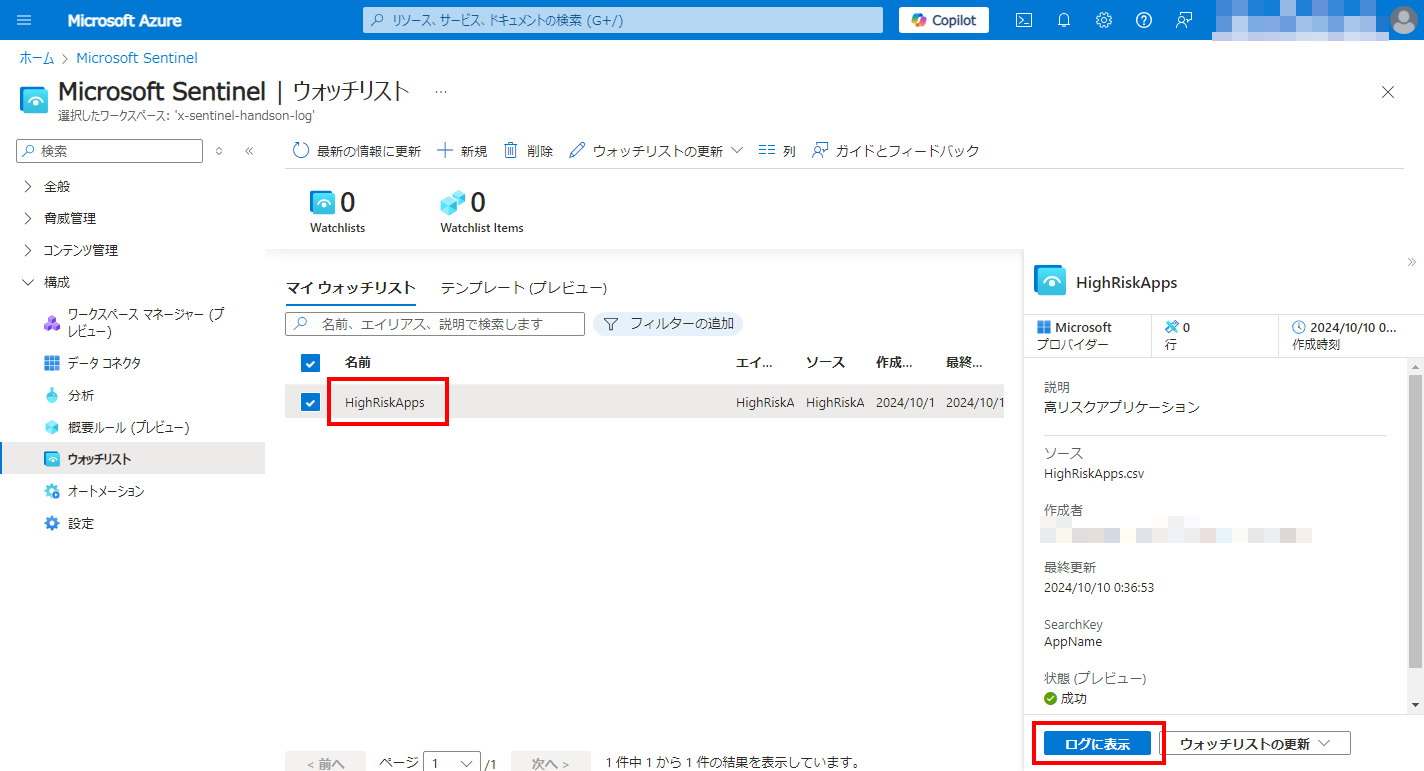 Microsoft Azure
リソース、サービス、ドキュメントの検索 (G+/)
Copilot
ホーム > Microsoft Sentinel
Microsoft Sentinel | ウォッチリスト ...
選択したワークスペース: 'x-sentinel-handson-log'
検索
最新の情報に更新
新規
削除
ウォッチリストの更新
列
ガイドとフィードバック
全般
脅威管理
コンテンツ管理
構成
ワークスペース マネージャー (プ
レビュー)
データ コネクタ
分析
概要ルール (プレビュー)
ウォッチリスト
オートメーション
設定
0
Watchlists
0
Watchlist Items
マイ ウォッチリスト
テンプレート (プレビュー)
名前、エイリアス、説明で検索します
フィルターの追加
名前 エイ... ソース 作成... 最終...
HighRiskApps HighRiskA HighRiskA 2024/10/1 2024/10/1
< 前へ ページ 1 /1 次へ > 1 件中 1 から 1 件の結果を表示しています。
HighRiskApps
Microsoft
プロバイダー
0
行
2024/10/10 0...
作成時刻
説明
高リスクアプリケーション
ソース
HighRiskApps.csv
作成者
最終更新
2024/10/10 0:36:53
SearchKey
AppName
状態 (プレビュー)
成功
ログに表示
ウォッチリストの更新